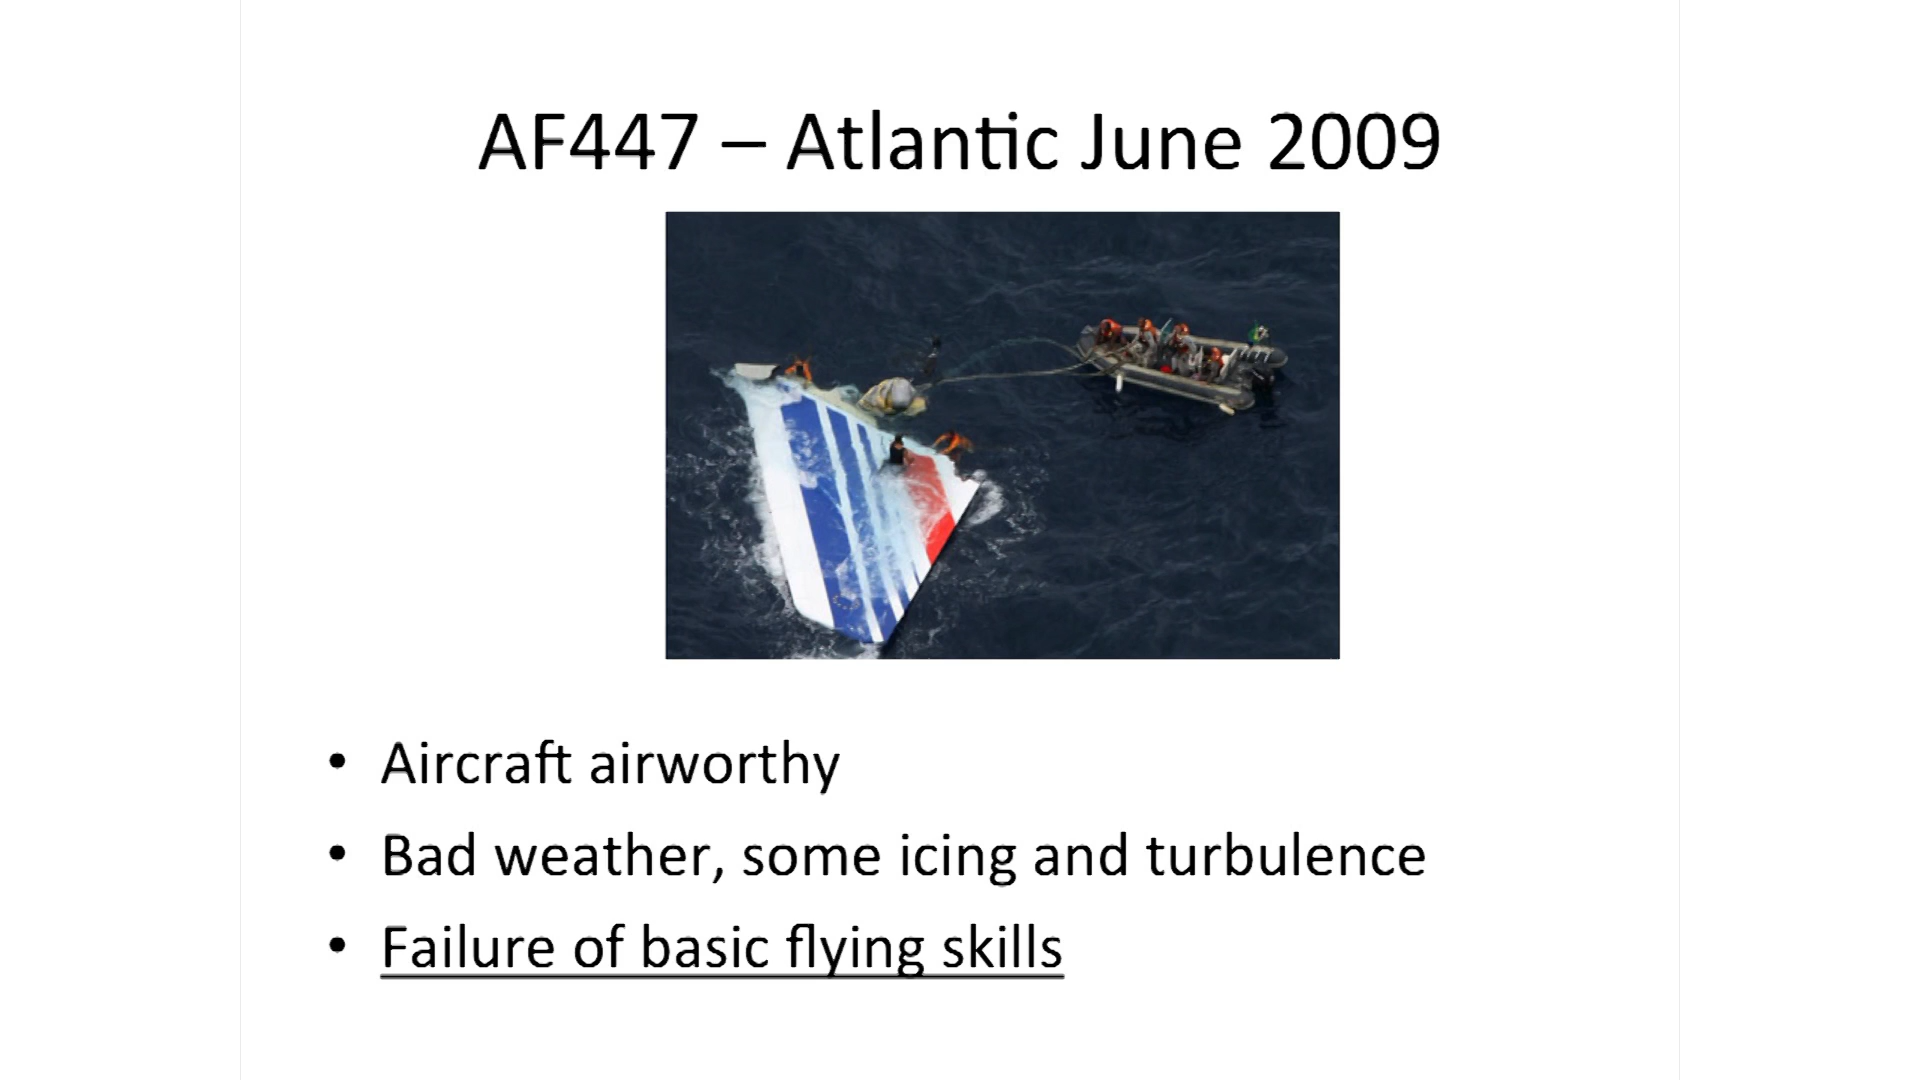 AF447 – Atlantic June 2009
• Aircraft airworthy
• Bad weather, some icing and turbulence
• Failure of basic flying skills